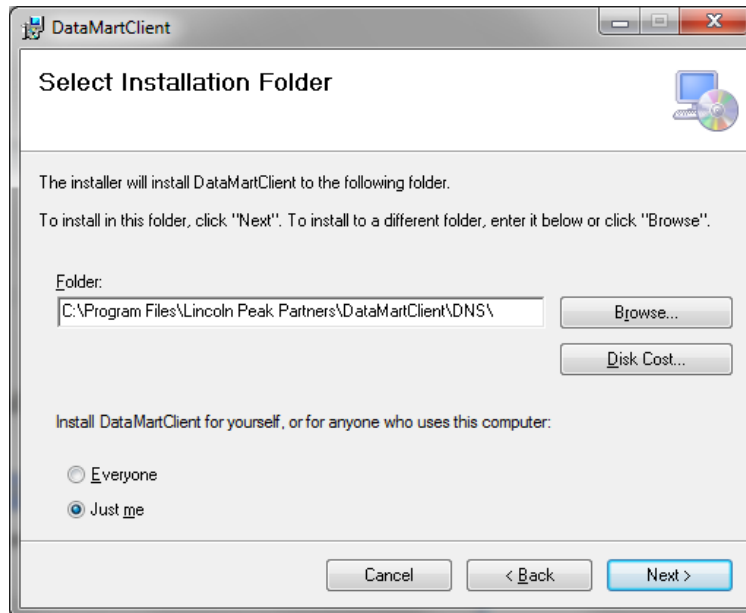 DataMartClient
Select Installation Folder
The installer will install DataMartClient to the following folder.
To install in this folder, click "Next". To install to a different folder, enter it below or click "Browse".
Folder:
C:\Program Files\Lincoln Peak Partners\DataMartClient\DNS\
Browse...
Disk Cost...
Install DataMartClient for yourself, or for anyone who uses this computer:
Everyone
Just me
Cancel
< Back
Next >